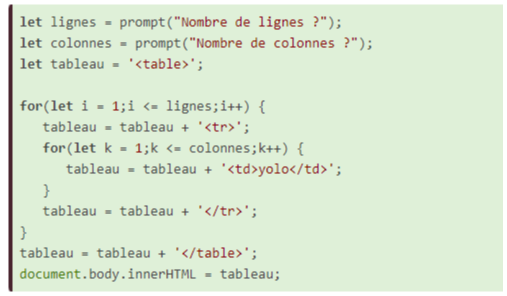 let lignes = prompt("Nombre de lignes ?");
let colonnes = prompt("Nombre de colonnes ?");
let tableau = '<table>';

for(let i = 1;i <= lignes;i++) {
   tableau = tableau + '<tr>';
   for(let k = 1;k <= colonnes;k++) {
      tableau = tableau + '<td>yolo</td>';
   }
   tableau = tableau + '</tr>';
}
tableau = tableau + '</table>';
document.body.innerHTML = tableau;